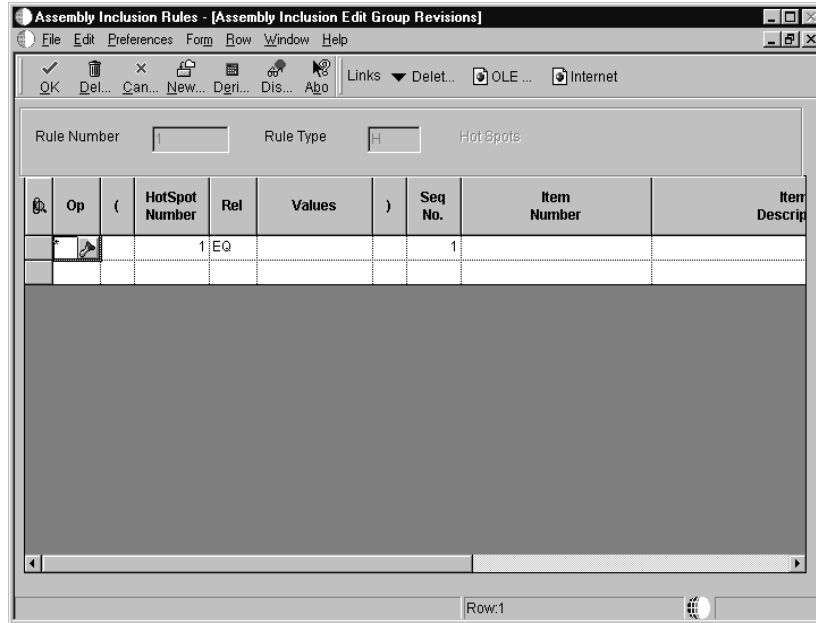 Assembly Inclusion Rules - [Assembly Inclusion Edit Group Revisions]
File Edit Preferences Form Row Window Help
OK Del... Can... New... Deri... Dis... Abo Links Delet... OLE ... Internet
Rule Number 1 Rule Type H Hot Spots
Op ( HotSpot Number Rel Values ) Seq No. Item Number Item Descrip
* 1 EQ 1
Row:1